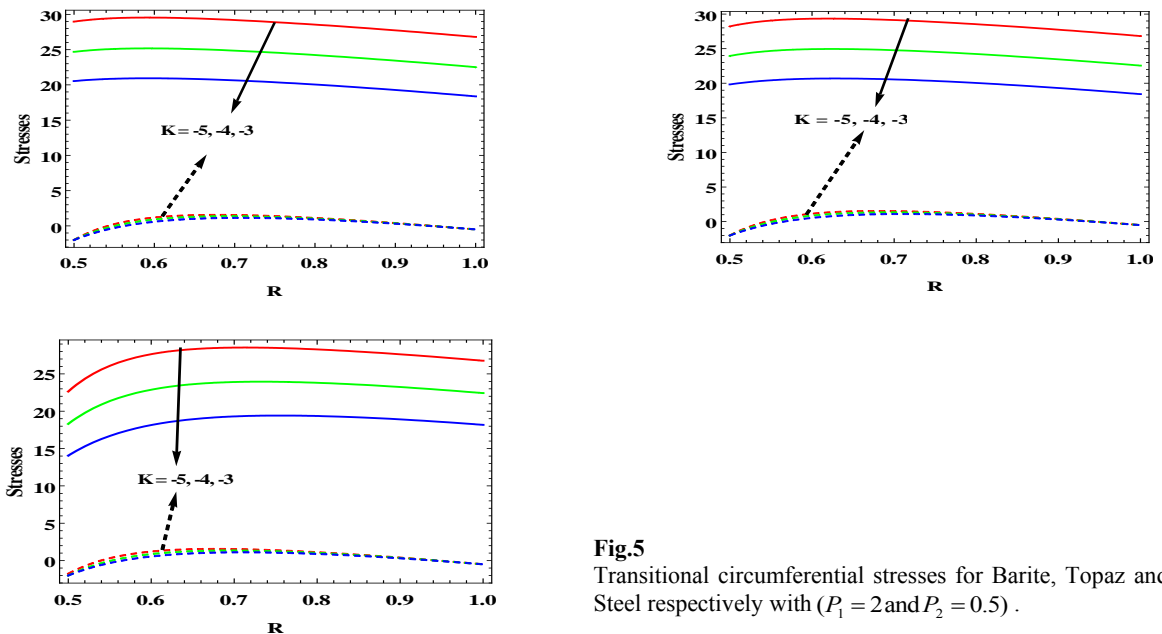 30
25
20
15
10
5
0
Stresses
K = -5, -4, -3
0.5 0.6 0.7 0.8 0.9 1.0
R
30
25
20
15
10
5
0
Stresses
K = -5, -4, -3
0.5 0.6 0.7 0.8 0.9 1.0
R
25
20
15
10
5
0
Stresses
K = -5, -4, -3
0.5 0.6 0.7 0.8 0.9 1.0
R
Fig.5
Transitional circumferential stresses for Barite, Topaz and
Steel respectively with (P₁ = 2 and P₂ = 0.5) .